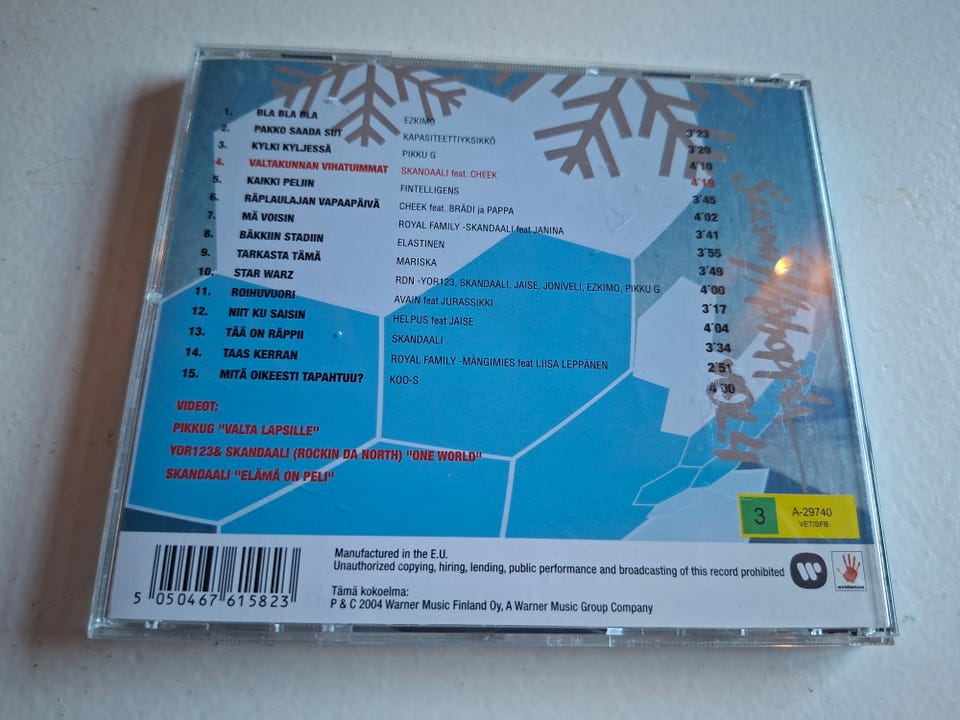 1. BLA BLA BLA EZKIMO 3'23
2. PAKKO SAADA SUT KAPASITEETTIYKSIKKÖ 3'29
3. KYLKI KYLJESSÄ PIKKU G 4'10
4. VALTAKUNNAN VIHATUIMMAT SKANDAALI feat. CHEEK 4'18
5. KAIKKI PELIIN FINTELLIGENS 3'45
6. RÄPLAULAJAN VAPAAPÄIVÄ CHEEK feat. BRÄDI ja PAPPA 4'02
7. MÄ VOISIN ROYAL FAMILY -SKANDAALI feat JANINA 3'41
8. BÄKKIIN STADIIN ELASTINEN 3'55
9. TARKASTA TÄMÄ MARISKA 3'49
10. STAR WARZ RDN -YOR123, SKANDAALI, JAISE, JONIVELI, EZKIMO, PIKKU G 4'00
11. ROIHUVUORI AVAIN feat JURASSIKKI 3'17
12. NIIT KU SAISIN HELPUS feat JAISE 4'04
13. TÄÄ ON RÄPPII SKANDAALI 3'34
14. TAAS KERRAN ROYAL FAMILY -MÄNGIMIES feat LIISA LEPPÄNEN 2'51
15. MITÄ OIKEESTI TAPAHTUU? KOO-S 4'00
VIDEOT:
PIKKUG "VALTA LAPSILLE"
YOR123& SKANDAALI (ROCKIN DA NORTH) "ONE WORLD"
SKANDAALI "ELÄMÄ ON PELI"
VOL.4
3 A-29740
VET/SFB
5 050467 615823
Manufactured in the E.U.
Unauthorized copying, hiring, lending, public performance and broadcasting of this record prohibited
Tämä kokoelma:
P & C 2004 Warner Music Finland Oy, A Warner Music Group Company
evidence